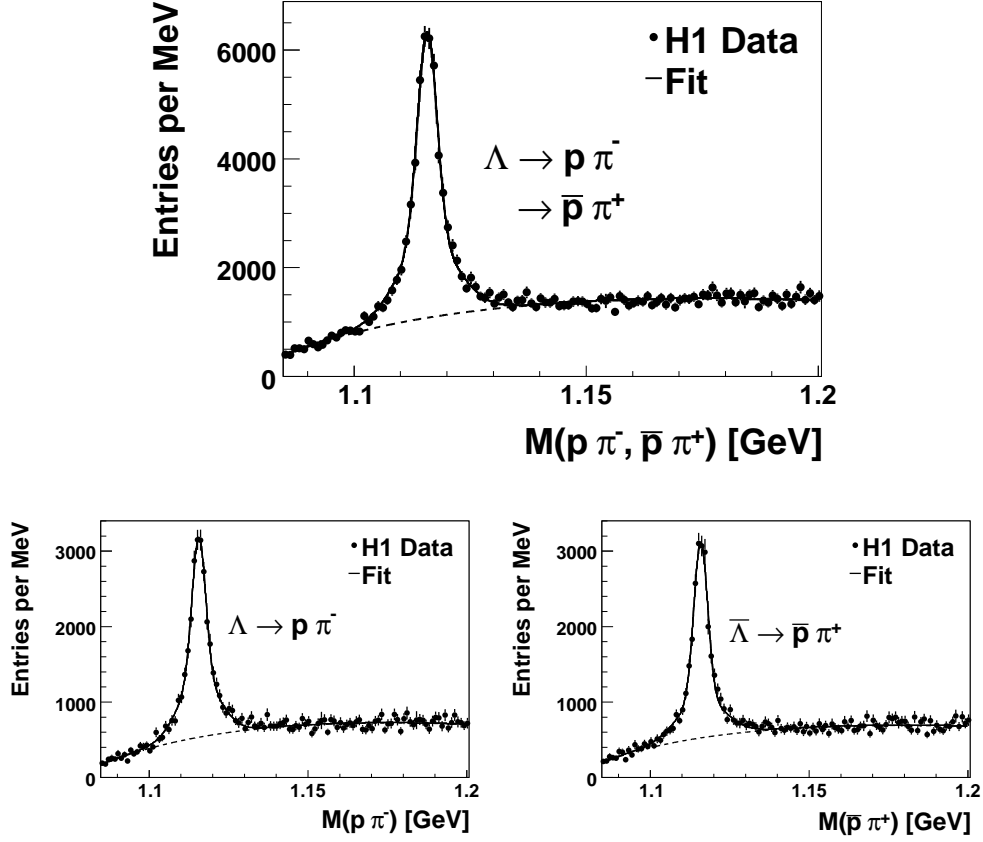 Entries per MeV
6000
4000
2000
0
H1 Data
Fit
Λ → p π⁻
→ p̅ π⁺
1.1 1.15 1.2
M(p π⁻, p̅ π⁺) [GeV]
Entries per MeV
3000
2000
1000
0
H1 Data
Fit
Λ → p π⁻
1.1 1.15 1.2
M(p π⁻) [GeV]
Entries per MeV
3000
2000
1000
0
H1 Data
Fit
Λ̅ → p̅ π⁺
1.1 1.15 1.2
M(p̅ π⁺) [GeV]